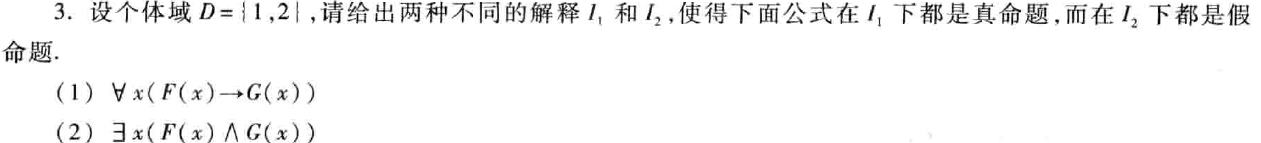 3. 设个体域 D={1,2},请给出两种不同的解释 I₁ 和 I₂,使得下面公式在 I₁ 下都是真命题,而在 I₂ 下都是假
命题.
(1) ∀x(F(x)→G(x))
(2) ∃x(F(x)∧G(x))